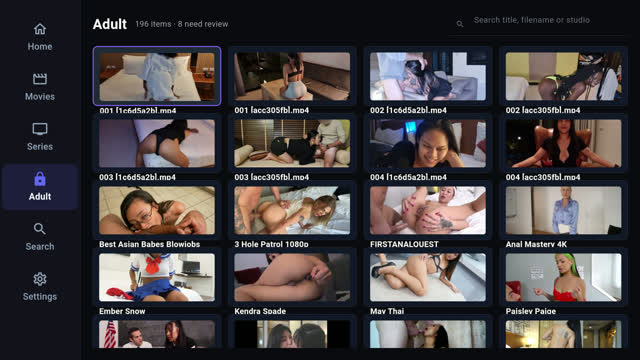 Adult
196 items · 8 need review
Search title, filename or studio
Home
Movies
Series
Adult
Search
Settings
001 [1c6d5a2b].mp4
001 [acc305fb].mp4
002 [1c6d5a2b].mp4
002 [acc305fb].mp4
003 [1c6d5a2b].mp4
003 [acc305fb].mp4
004 [1c6d5a2b].mp4
004 [acc305fb].mp4
Best Asian Babes Blowjobs
3 Hole Patrol 1080p
FIRSTANALQUEST
Anal Mastery 4K
Ember Snow
Kendra Spade
May Thai
Paisley Paige